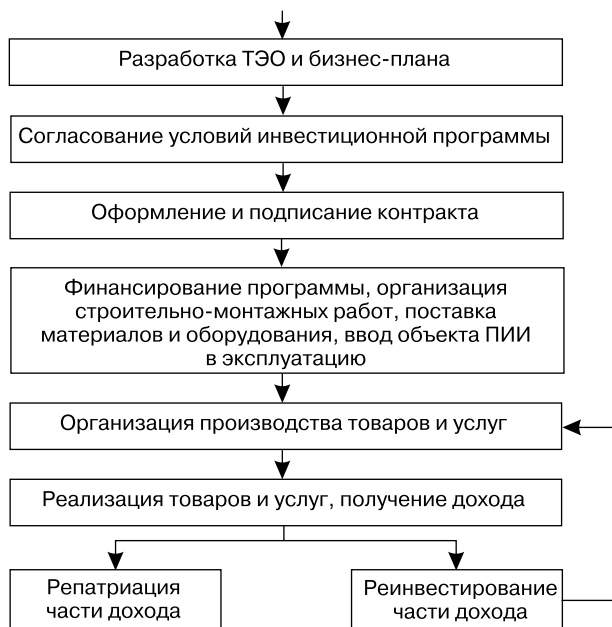 Разработка ТЭО и бизнес-плана
Согласование условий инвестиционной программы
Оформление и подписание контракта
Финансирование программы, организация
строительно-монтажных работ, поставка
материалов и оборудования, ввод объекта ПИИ
в эксплуатацию
Организация производства товаров и услуг
Реализация товаров и услуг, получение дохода
Репатриация
части дохода
Реинвестирование
части дохода